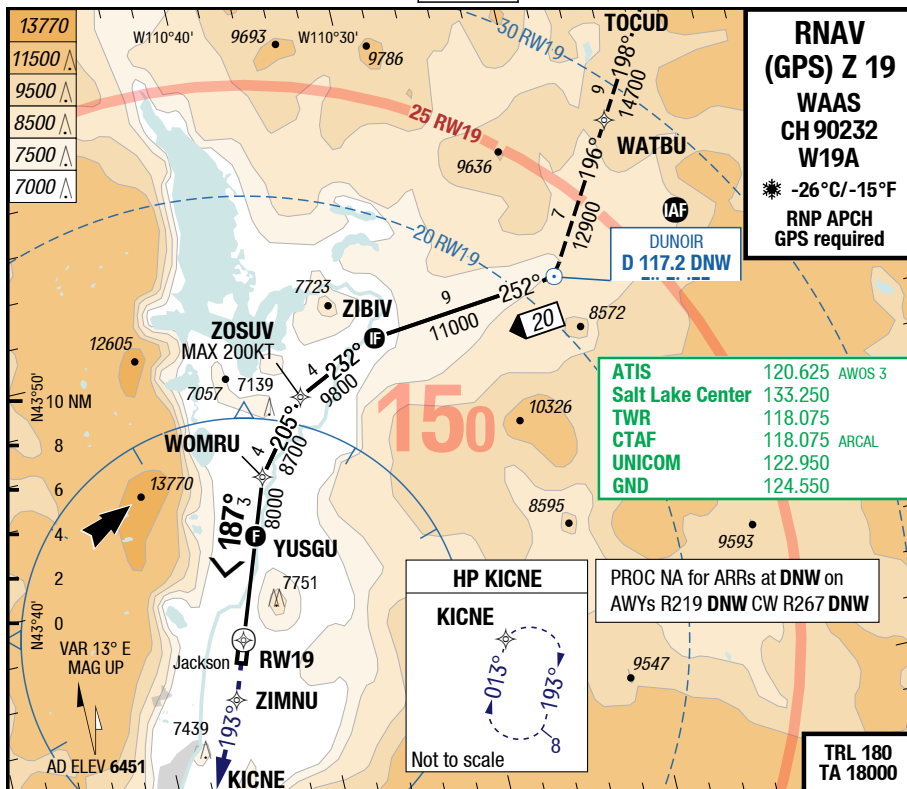 13770
11500
9500
8500
7500
7000
W110°40'
9693
W110°30'
9786
30 RW19
TOCUD
198°
9
14700
25 RW19
WATBU
9636
196°
7
12900
IAF
20 RW19
DUNOIR
D 117.2 DNW
RNAV
(GPS) Z 19
WAAS
CH 90232
W19A
-26°C/-15°F
RNP APCH
GPS required
7723
ZIBIV
IF
9
252°
11000
20
8572
ZOSUV
MAX 200KT
4
232°
9800
12605
7057
7139
150
10326
N43°50'
10 NM
8
6
4
2
0
WOMRU
4
205°
8700
13770
187°
3
8000
F
YUSGU
8595
9593
ATIS 120.625 AWOS 3
Salt Lake Center 133.250
TWR 118.075
CTAF 118.075 ARCAL
UNICOM 122.950
GND 124.550
7751
N43°40'
VAR 13° E
MAG UP
Jackson
RW19
ZIMNU
7439
193°
AD ELEV 6451
KICNE
HP KICNE
KICNE
013°
193°
8
Not to scale
PROC NA for ARRs at DNW on
AWYs R219 DNW CW R267 DNW
9547
TRL 180
TA 18000